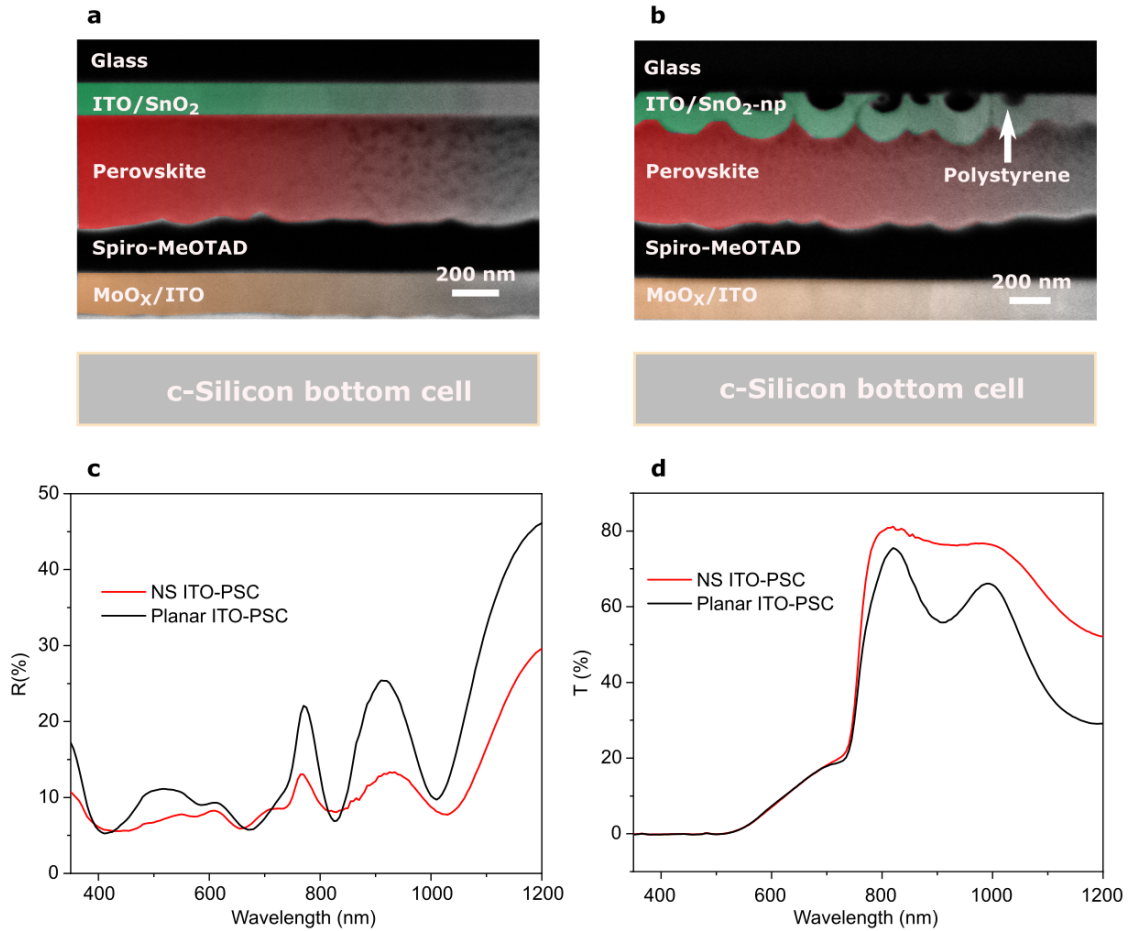 a
Glass
ITO/SnO₂
Perovskite
Spiro-MeOTAD
200 nm
MoOₓ/ITO
c-Silicon bottom cell
b
Glass
ITO/SnO₂-np
Polystyrene
Perovskite
Spiro-MeOTAD
200 nm
MoOₓ/ITO
c-Silicon bottom cell
c
50
40
30
20
10
0
R(%)
NS ITO-PSC
Planar ITO-PSC
400 600 800 1000 1200
Wavelength (nm)
d
80
60
40
20
0
T (%)
NS ITO-PSC
Planar ITO-PSC
400 600 800 1000 1200
Wavelength (nm)